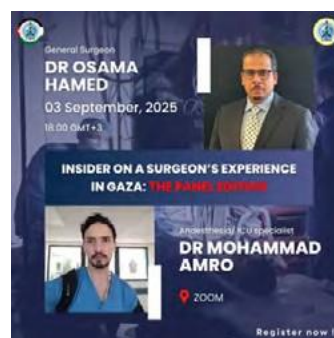 General Surgeon
DR OSAMA
HAMED
03 September, 2025
18:00 GMT+3
INSIDER ON A SURGEON'S EXPERIENCE
IN GAZA: THE PANEL EDITION
Anaesthesia/ ICU specialist
DR MOHAMMAD
AMRO
ZOOM
Register now